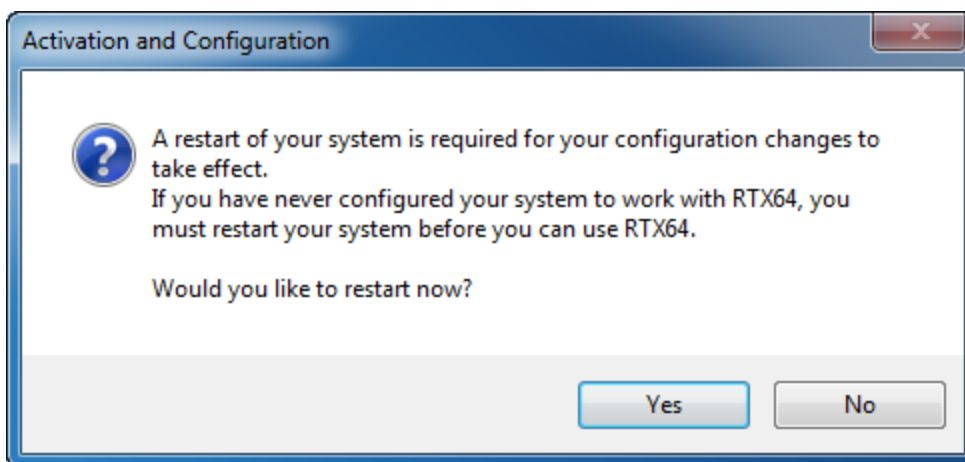 Activation and Configuration
A restart of your system is required for your configuration changes to
take effect.
If you have never configured your system to work with RTX64, you
must restart your system before you can use RTX64.
Would you like to restart now?
Yes No